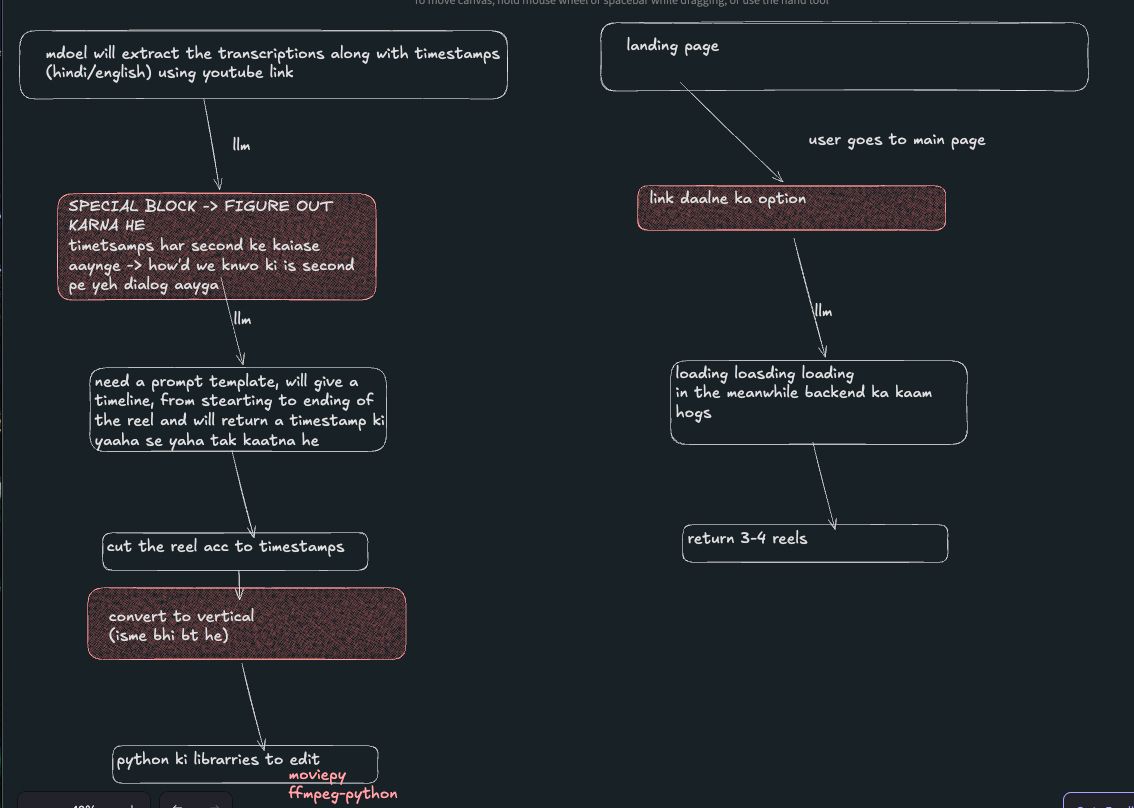 To move canvas, hold mouse wheel or spacebar while dragging, or use the hand tool
mdoel will extract the transcriptions along with timestamps
(hindi/english) using youtube link
llm
SPECIAL BLOCK -> FIGURE OUT
KARNA HE
timetsamps har second ke kaiase
aaynge -> how'd we knwo ki is second
pe yeh dialog aayga
llm
need a prompt template, will give a
timeline, from stearting to ending of
the reel and will return a timestamp ki
yaaha se yaha tak kaatna he
cut the reel acc to timestamps
convert to vertical
(isme bhi bt he)
python ki librarries to edit
moviepy
ffmpeg-python
landing page
user goes to main page
link daalne ka option
llm
loading loasding loading
in the meanwhile backend ka kaam
hogs
return 3-4 reels